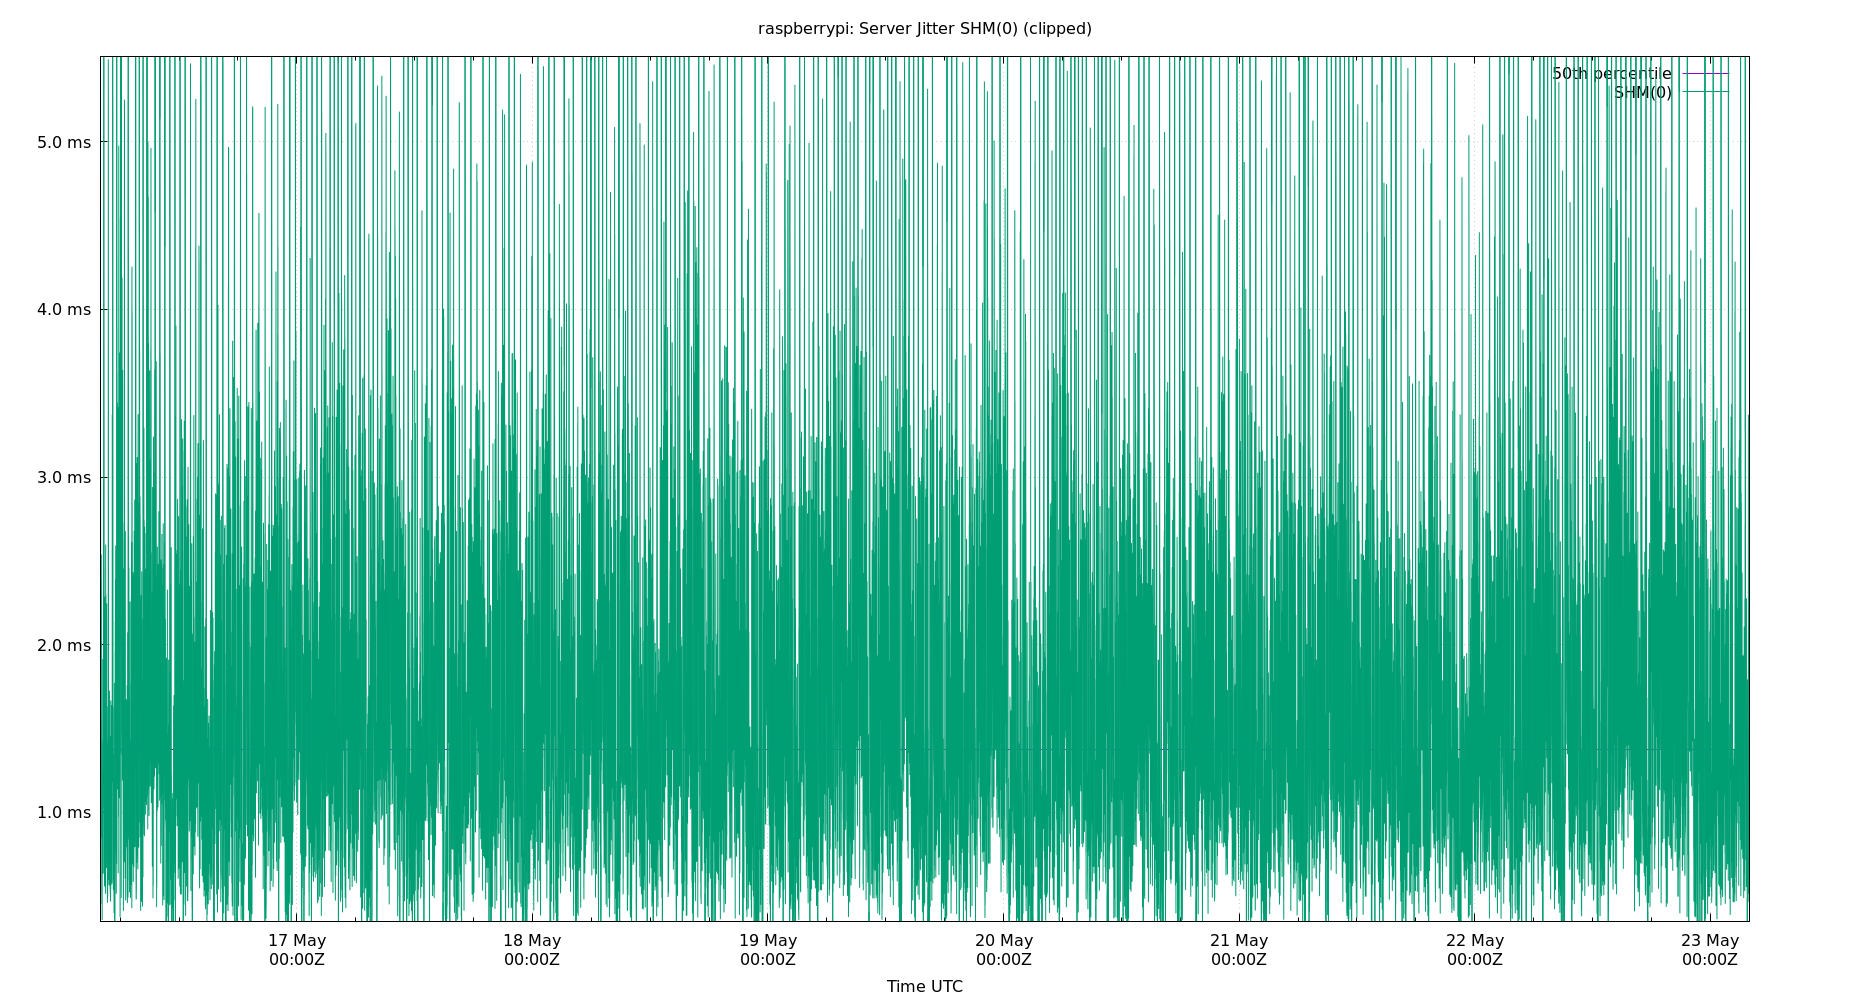 raspberrypi: Server Jitter SHM(0) (clipped)
50th percentile
SHM(0)
5.0 ms
4.0 ms
3.0 ms
2.0 ms
1.0 ms
17 May 18 May 19 May 20 May 21 May 22 May 23 May
00:00Z 00:00Z 00:00Z 00:00Z 00:00Z 00:00Z 00:00Z
Time UTC